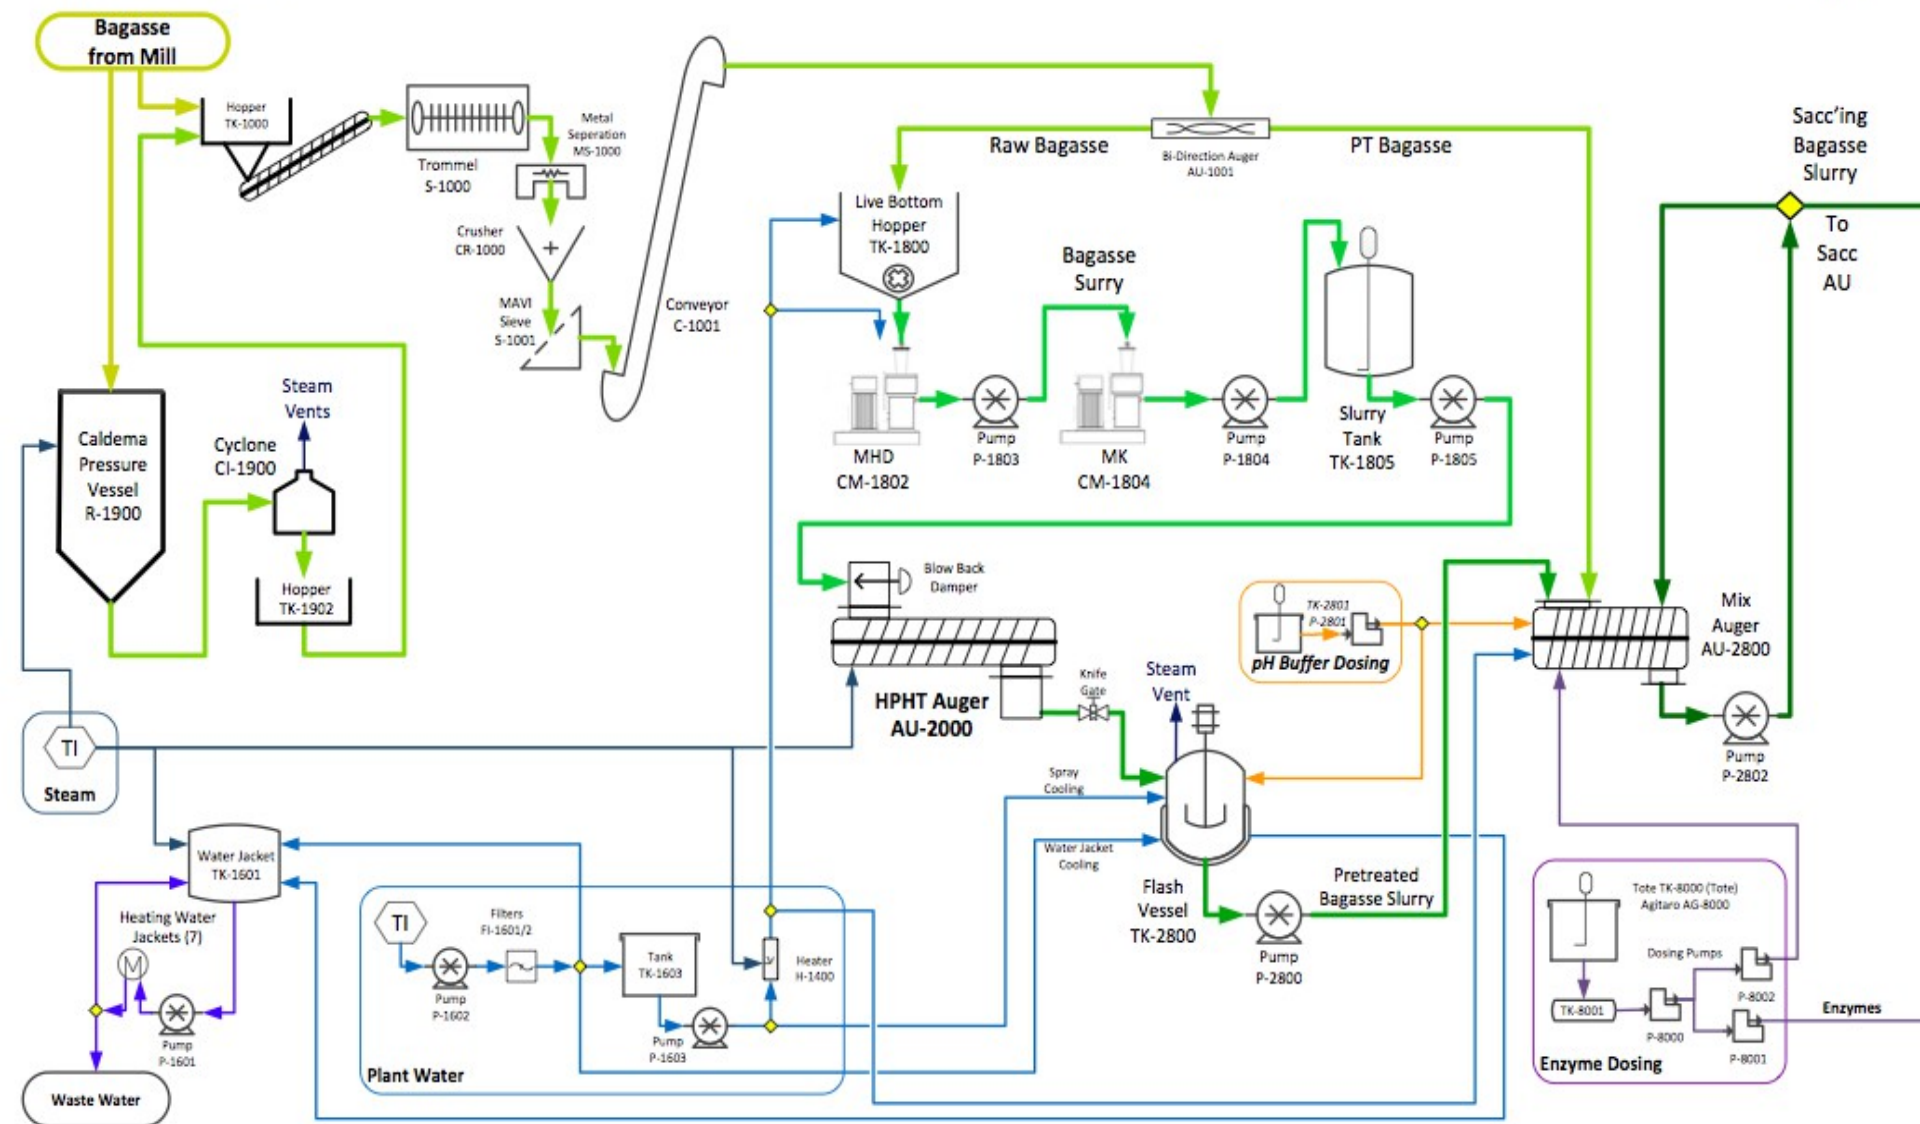 Bagasse
from Mill
Hopper
TK-1000
Trommel
S-1000
Metal
Seperation
MS-1000
Crusher
CR-1000
MAVI
Sieve
S-1001
Conveyor
C-1001
Raw Bagasse
Bi-Direction Auger
AU-1001
PT Bagasse
Sacc'ing
Bagasse
Slurry
To
Sacc
AU
Live Bottom
Hopper
TK-1800
Bagasse
Surry
MHD
CM-1802
Pump
P-1803
MK
CM-1804
Pump
P-1804
Slurry
Tank
TK-1805
Pump
P-1805
Caldema
Pressure
Vessel
R-1900
Steam
Vents
Cyclone
CI-1900
Hopper
TK-1902
Blow Back
Damper
HPHT Auger
AU-2000
Knife
Gate
Steam
Vent
TK-2801
P-2801
pH Buffer Dosing
Mix
Auger
AU-2800
Pump
P-2802
TI
Steam
Water Jacket
TK-1601
Heating Water
Jackets (7)
M
Pump
P-1601
Waste Water
TI
Filters
FI-1601/2
Pump
P-1602
Tank
TK-1603
Pump
P-1603
Heater
H-1400
Plant Water
Spray
Cooling
Water Jacket
Cooling
Flash
Vessel
TK-2800
Pump
P-2800
Pretreated
Bagasse Slurry
Tote TK-8000 (Tote)
Agitaro AG-8000
Dosing Pumps
TK-8001
P-8000
P-8002
P-8001
Enzymes
Enzyme Dosing